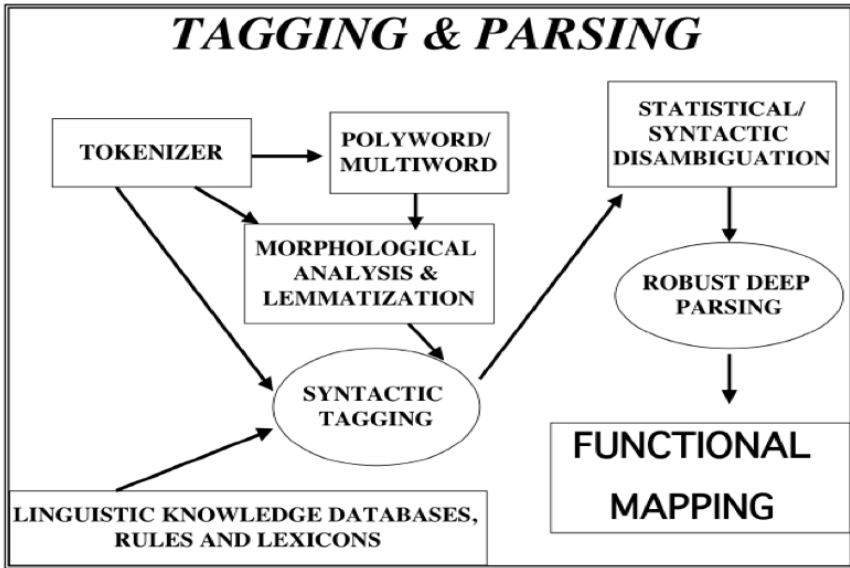 TAGGING & PARSING
TOKENIZER
POLYWORD/
MULTIWORD
STATISTICAL/
SYNTACTIC
DISAMBIGUATION
MORPHOLOGICAL
ANALYSIS &
LEMMATIZATION
ROBUST DEEP
PARSING
SYNTACTIC
TAGGING
FUNCTIONAL
MAPPING
LINGUISTIC KNOWLEDGE DATABASES,
RULES AND LEXICONS